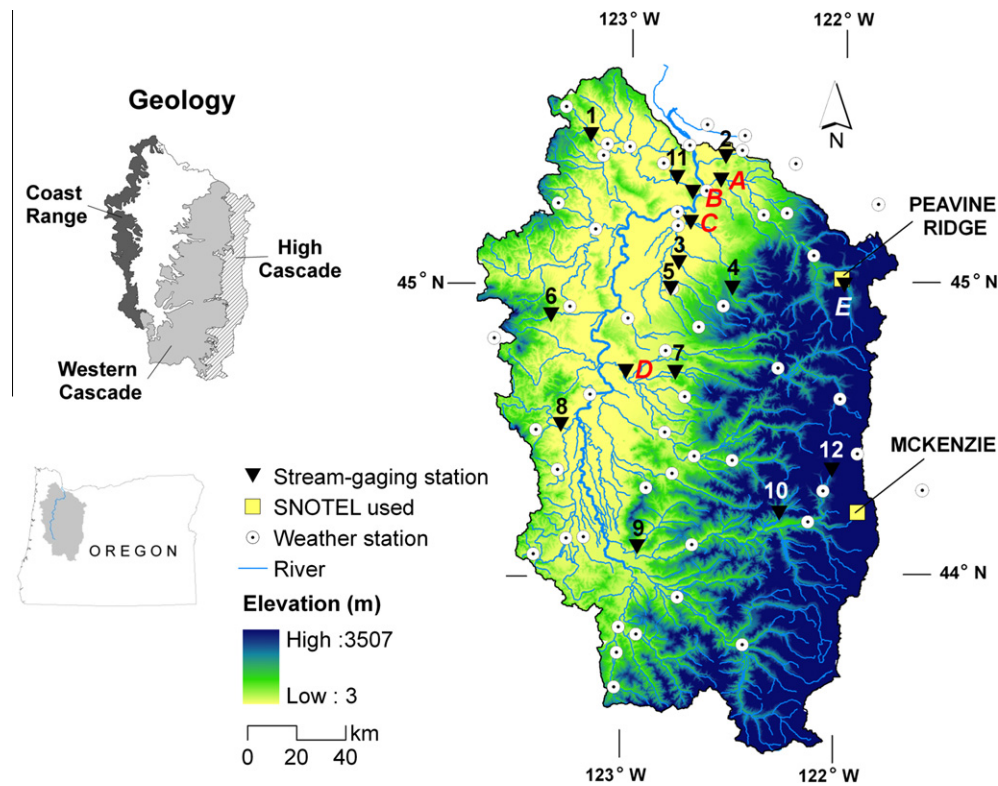 Geology
Coast
Range
High
Cascade
Western
Cascade
OREGON
Stream-gaging station
SNOTEL used
Weather station
River
Elevation (m)
High :3507
Low : 3
km
0 20 40
123° W
122° W
N
1
2
11
A
B
C
3
5
4
PEAVINE
RIDGE
45° N
45° N
E
6
D
7
8
MCKENZIE
12
10
9
44° N
123° W
122° W